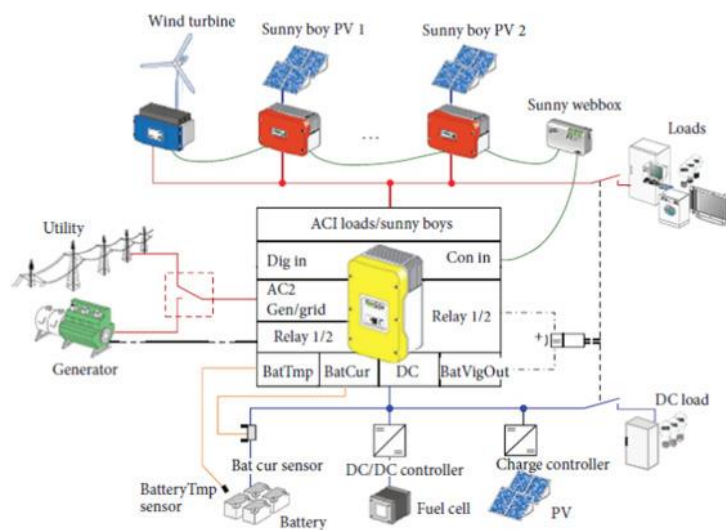 Wind turbine
Sunny boy PV 1
Sunny boy PV 2
...
Sunny webbox
Loads
ACI loads/sunny boys
Utility
Dig in
Con in
AC2
Gen/grid
Relay 1/2
Relay 1/2
Generator
BatTmp
BatCur
DC
BatVigOut
+
DC load
Bat cur sensor
DC/DC controller
Charge controller
BatteryTmp
sensor
Battery
Fuel cell
PV